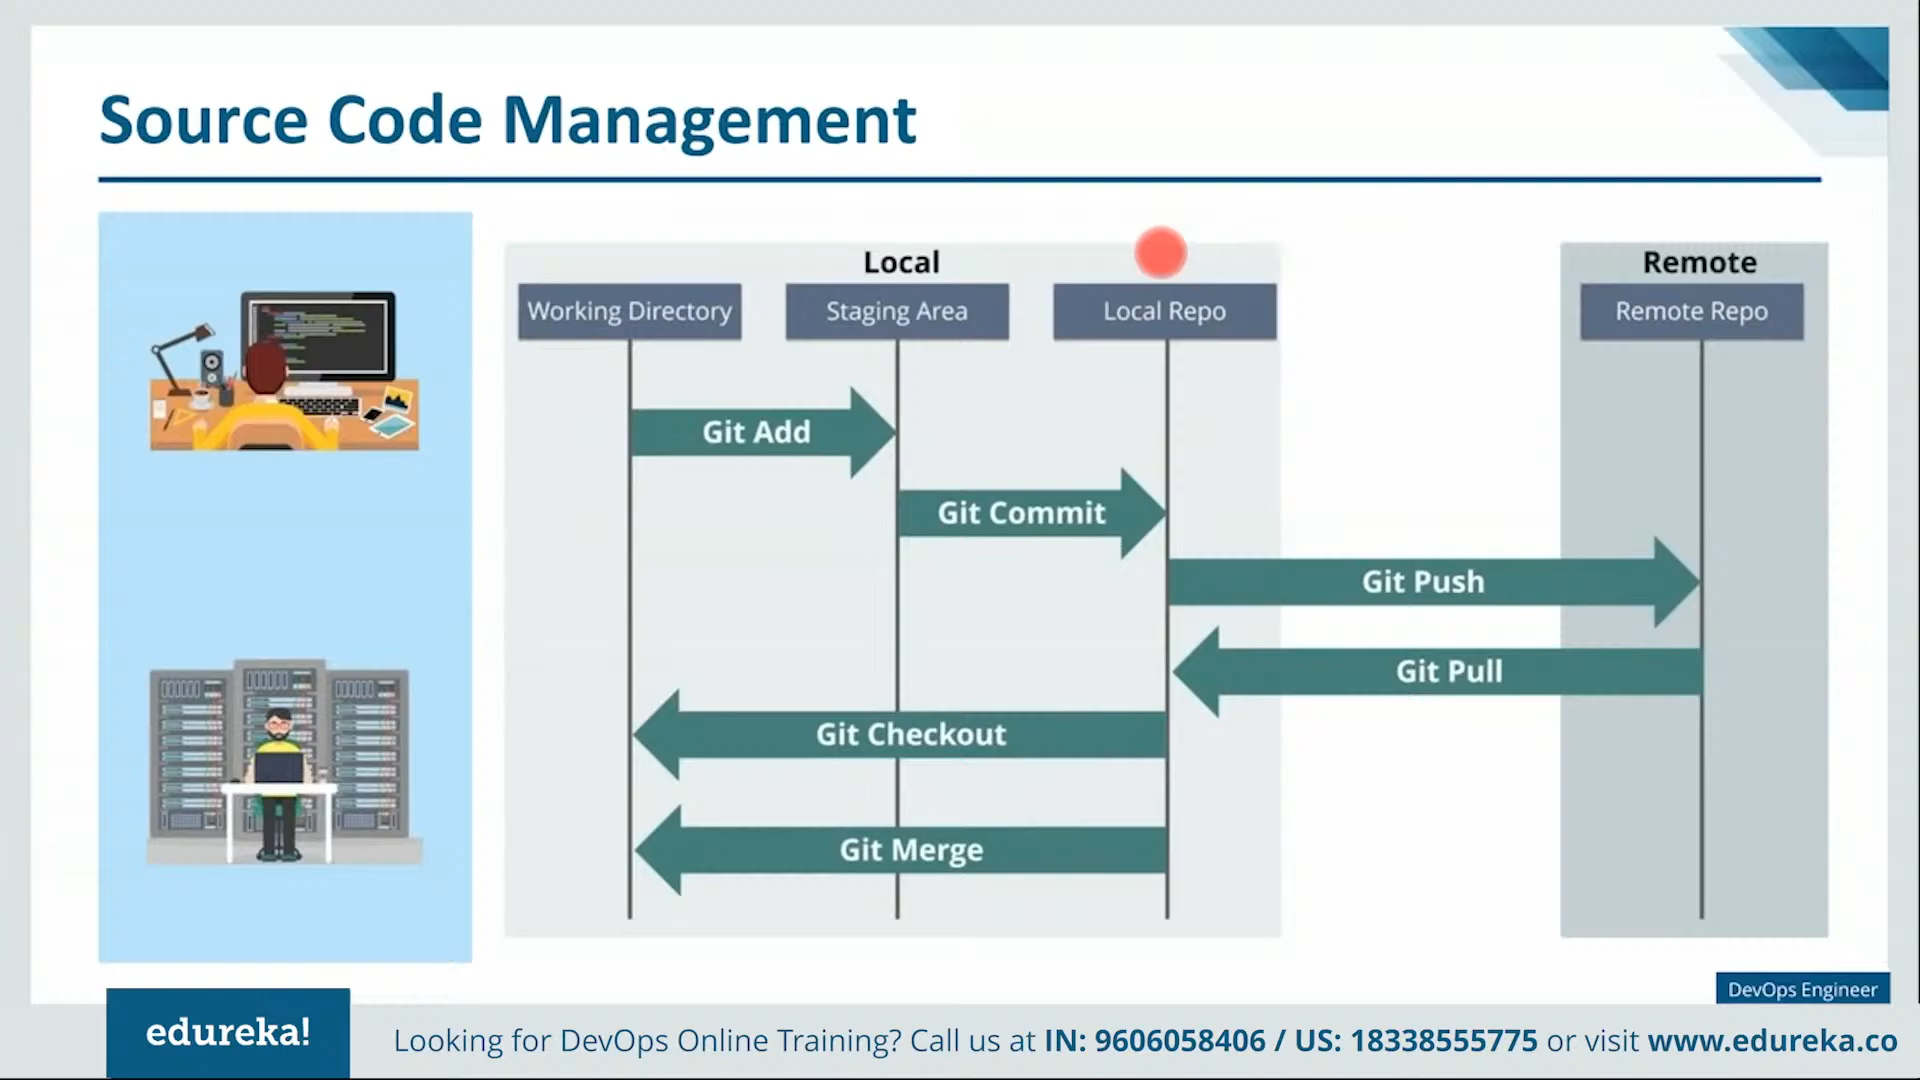 Source Code Management
Local
Remote
Working Directory
Staging Area
Local Repo
Remote Repo
Git Add
Git Commit
Git Push
Git Pull
Git Checkout
Git Merge
DevOps Engineer
edureka!
Looking for DevOps Online Training? Call us at IN: 9606058406 / US: 18338555775 or visit www.edureka.co